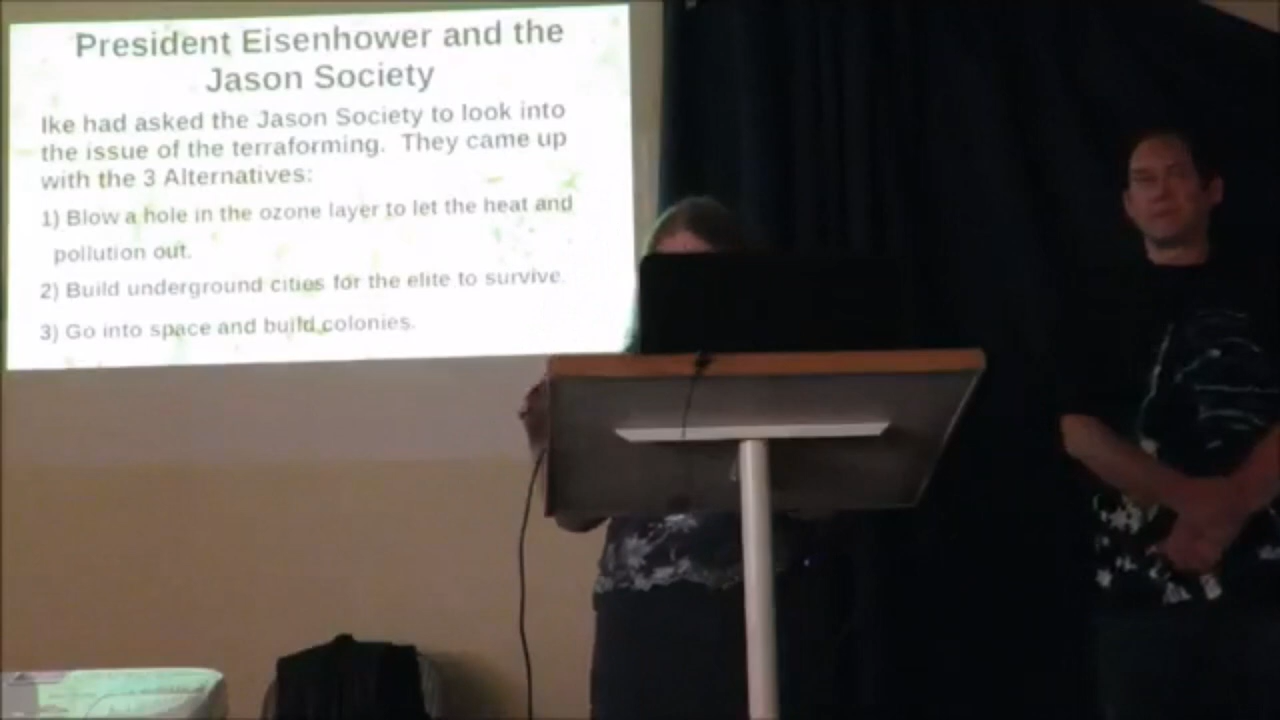 President Eisenhower and the
Jason Society
Ike had asked the Jason Society to look into
the issue of the terraforming. They came up
with the 3 Alternatives:
1) Blow a hole in the ozone layer to let the heat and
pollution out.
2) Build underground cities for the elite to survive.
3) Go into space and build colonies.